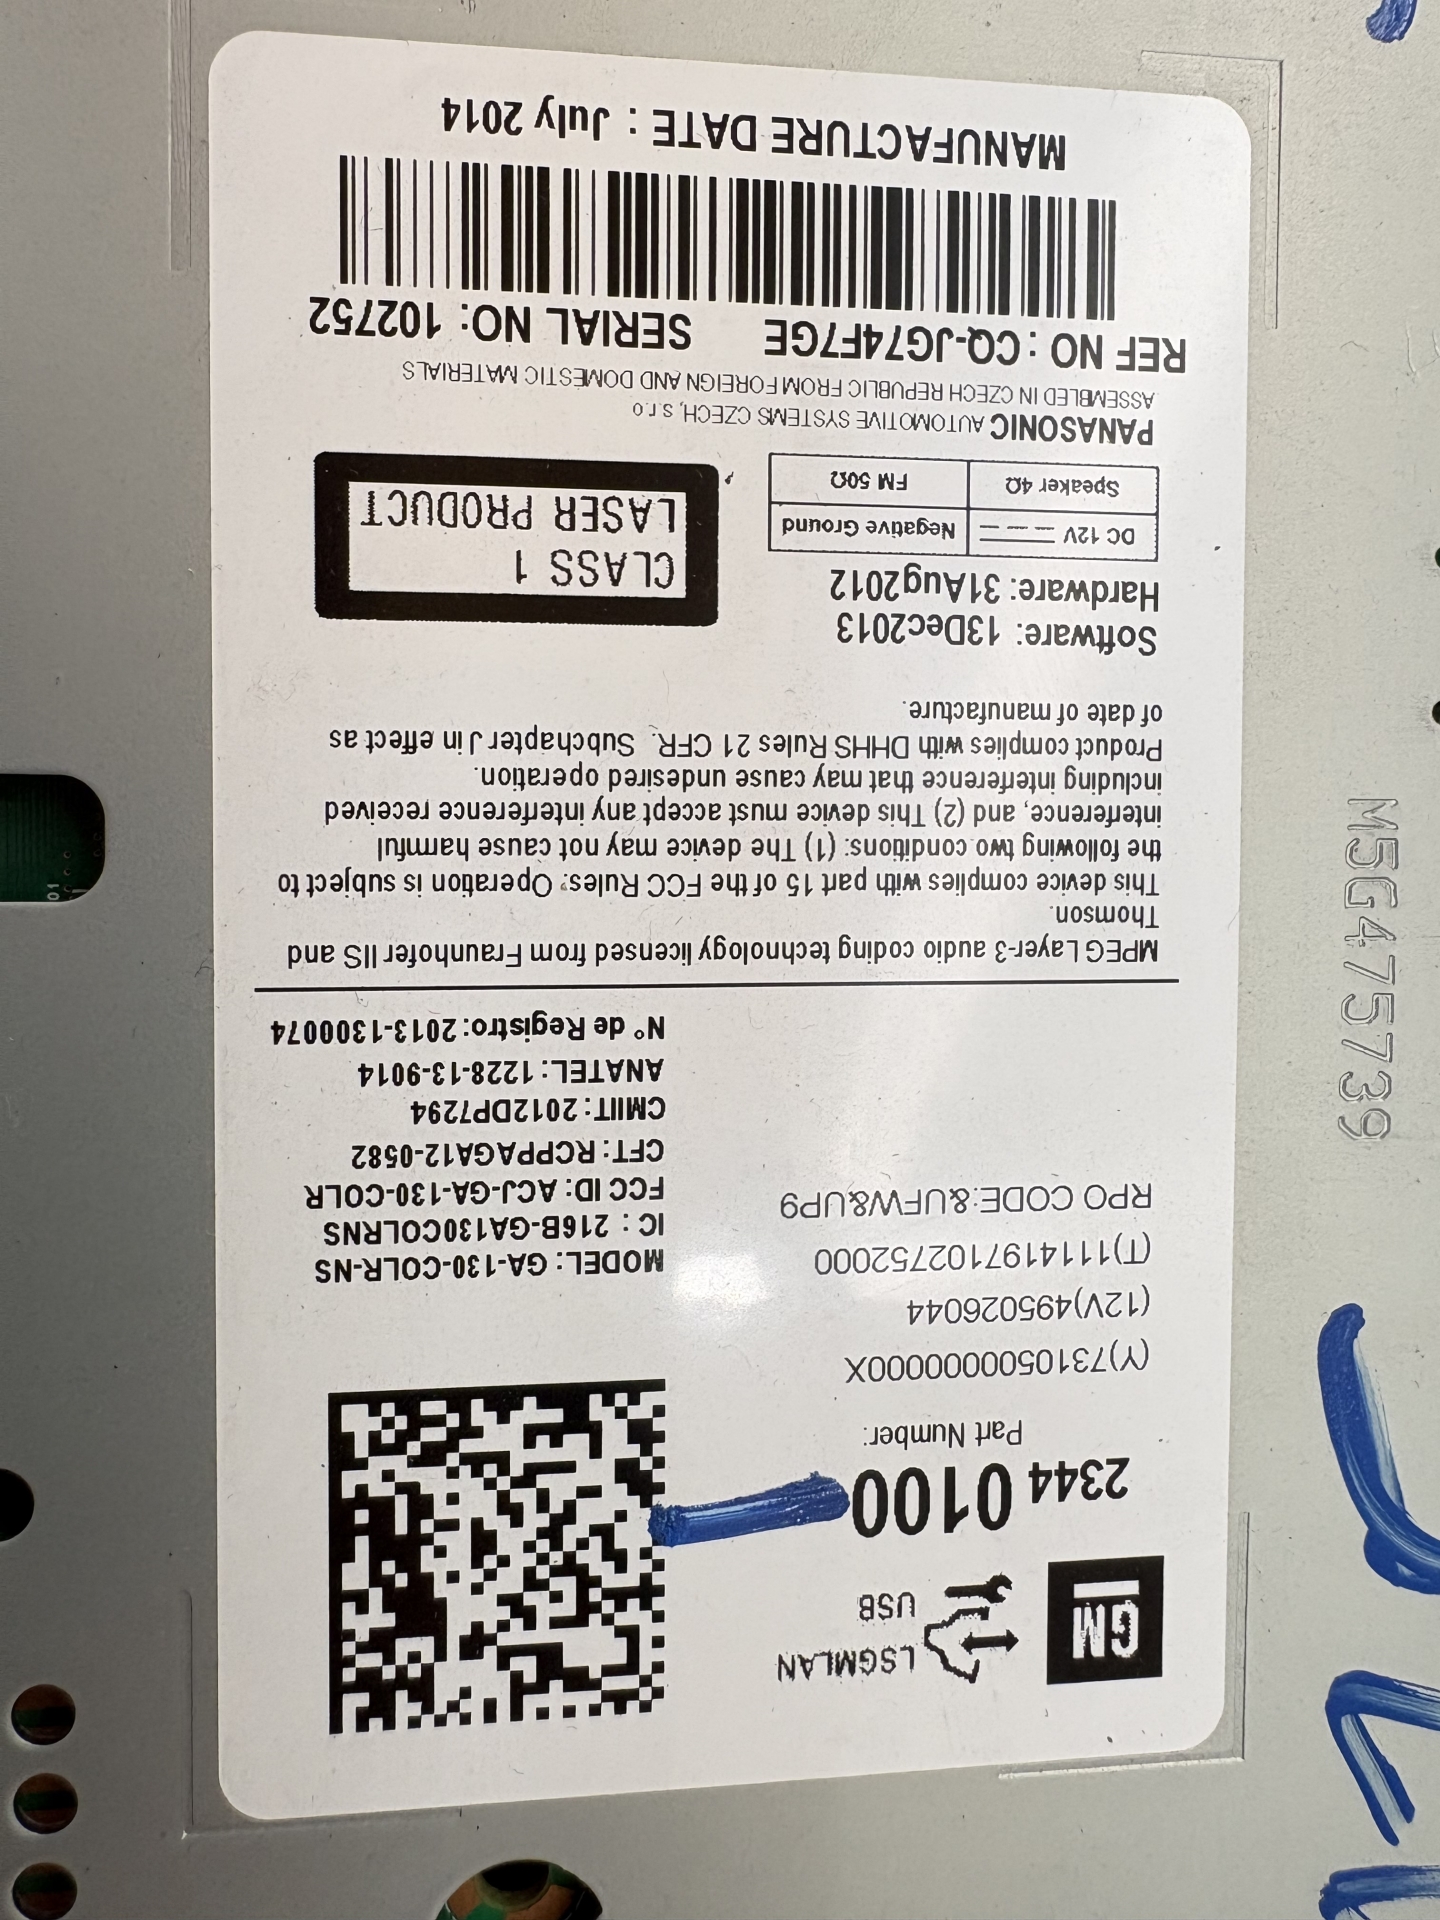 GM
LSGMLAN
USB
2344 0100
Part Number:
(Y)7310500000000X
(12V)495026044
(T)1114197102752000
RPO CODE:&UFW&UP9
MODEL: GA-130-COLR-NS
IC : 216B-GA130COLRNS
FCC ID: ACJ-GA-130-COLR
CFT: RCPPAGA12-0582
CMIIT: 2012DP7294
ANATEL: 1228-13-9014
N° de Registro: 2013-1300074
MPEG Layer-3 audio coding technology licensed from Fraunhofer IIS and
Thomson.
This device complies with part 15 of the FCC Rules. Operation is subject to
the following two conditions: (1) The device may not cause harmful
interference, and (2) This device must accept any interference received
including interference that may cause undesired operation.
Product complies with DHHS Rules 21 CFR. Subchapter J in effect as
of date of manufacture.
Software: 13Dec2013
Hardware: 31Aug2012
DC 12V Negative Ground
Speaker 4Ω FM 50Ω
CLASS 1
LASER PRODUCT
PANASONIC AUTOMOTIVE SYSTEMS CZECH, s.r.o
ASSEMBLED IN CZECH REPUBLIC FROM FOREIGN AND DOMESTIC MATERIALS
REF NO : CQ-JG74F7GE SERIAL NO: 102752
MANUFACTURE DATE : July 2014
M5G475739
01